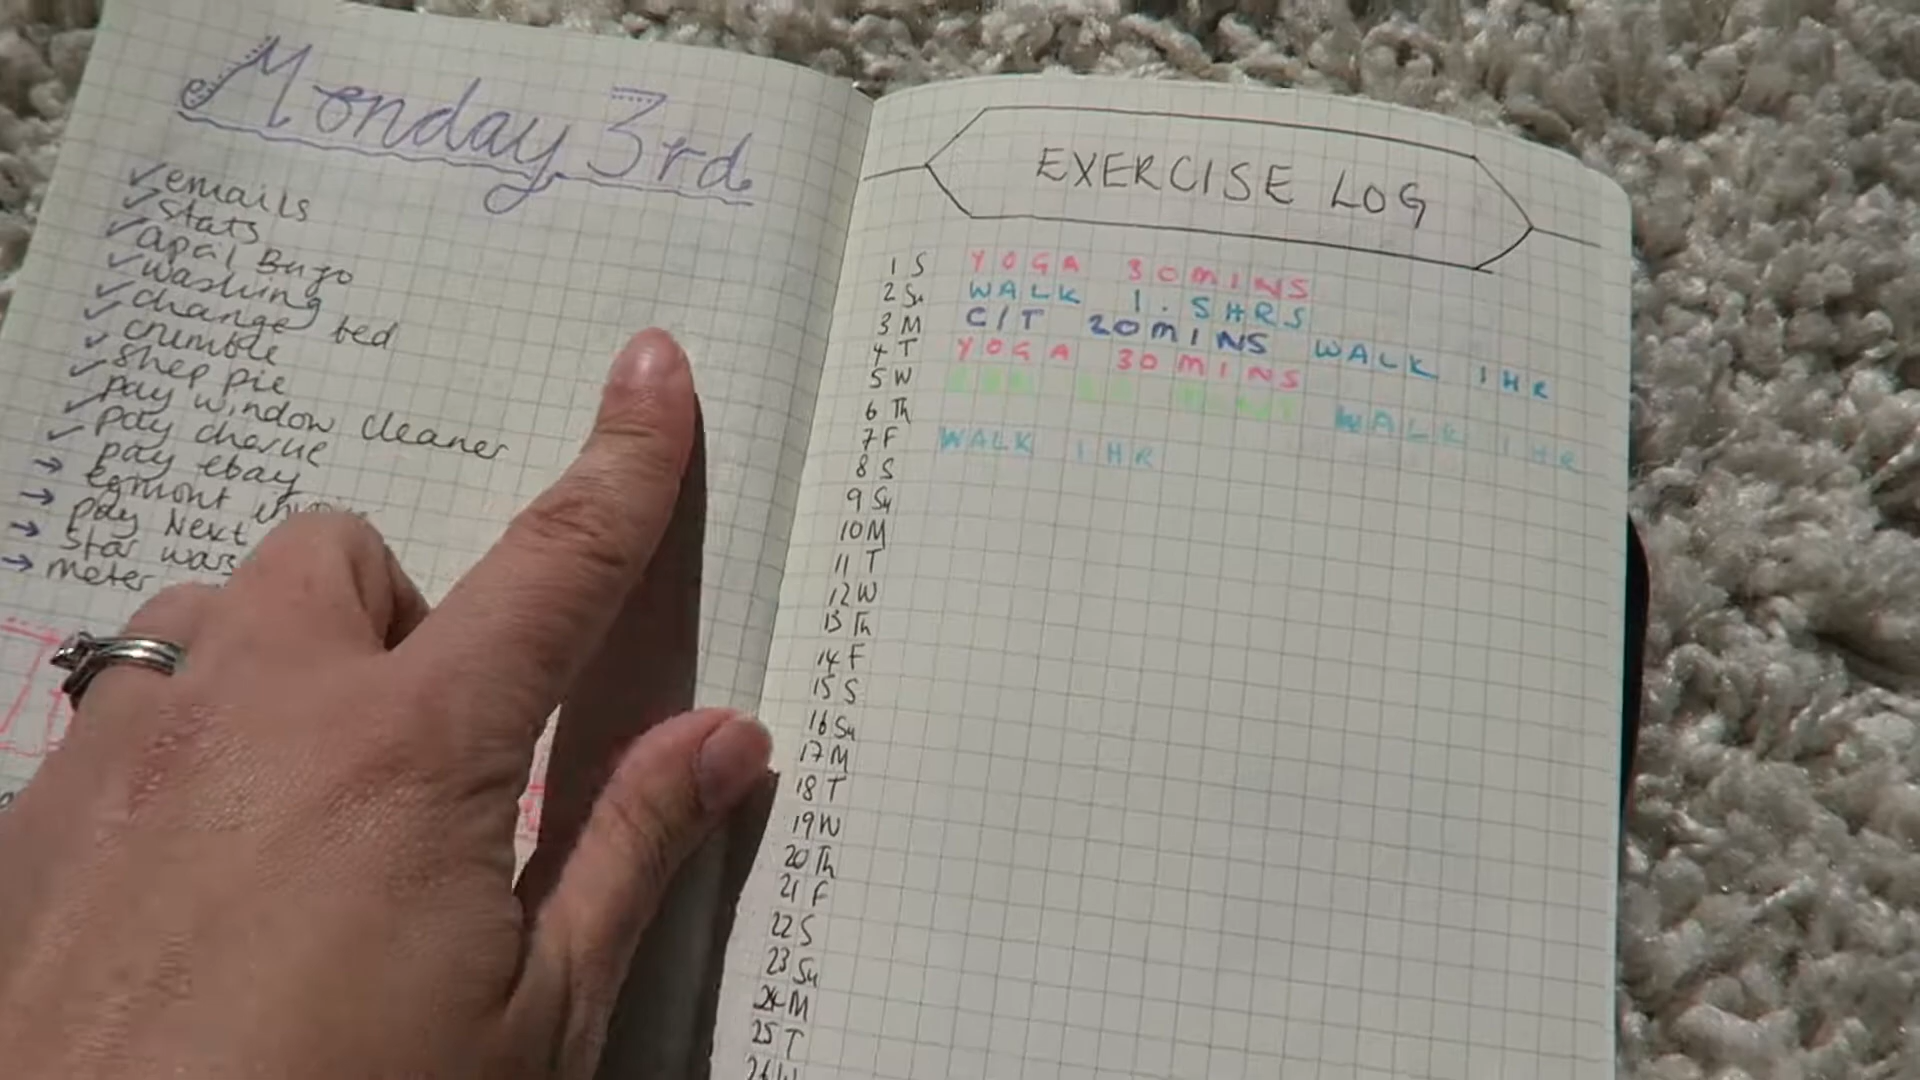 Monday 3rd.
✓ emails
✓ stats
✓ april Bujo
✓ washing
✓ change bed
✓ crumble
✓ shep pie
✓ pay window cleaner
✓ pay charlie
✓ pay ebay
→ Egmont
→ pay Next
→ Star wars
→ meter
EXERCISE LOG
1 S YOGA 30MINS
2 Su WALK 1.5HRS
3 M C/T 20MINS WALK 1HR
4 T YOGA 30MINS
5 W WALK 1HR
6 Th WALK 1HR
7 F
8 S
9 Su
10 M
11 T
12 W
13 Th
14 F
15 S
16 Su
17 M
18 T
19 W
20 Th
21 F
22 S
23 Su
24 M
25 T
26 W